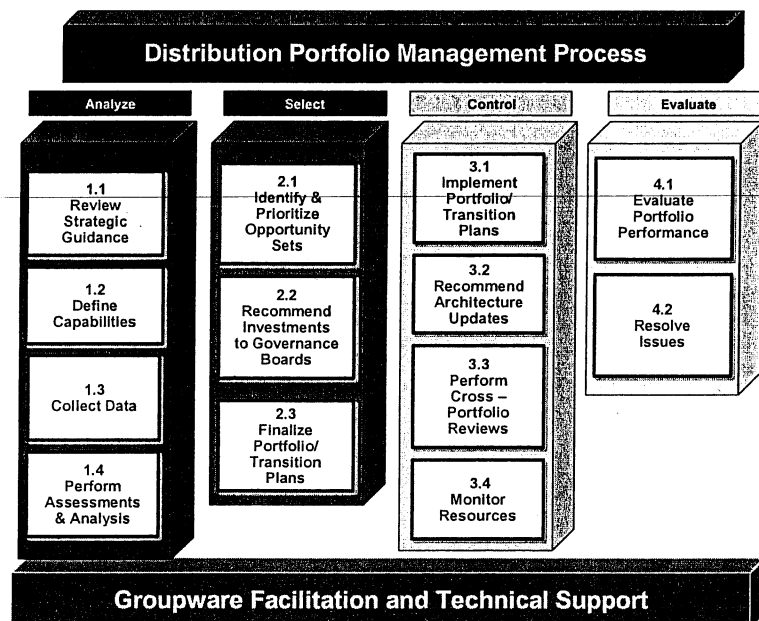 Distribution Portfolio Management Process
Analyze
Select
Control
Evaluate
1.1
Review
Strategic
Guidance
1.2
Define
Capabilities
1.3
Collect Data
1.4
Perform
Assessments
& Analysis
2.1
Identify &
Prioritize
Opportunity
Sets
2.2
Recommend
Investments
to Governance
Boards
2.3
Finalize
Portfolio/
Transition
Plans
3.1
Implement
Portfolio/
Transition
Plans
3.2
Recommend
Architecture
Updates
3.3
Perform
Cross –
Portfolio
Reviews
3.4
Monitor
Resources
4.1
Evaluate
Portfolio
Performance
4.2
Resolve
Issues
Groupware Facilitation and Technical Support